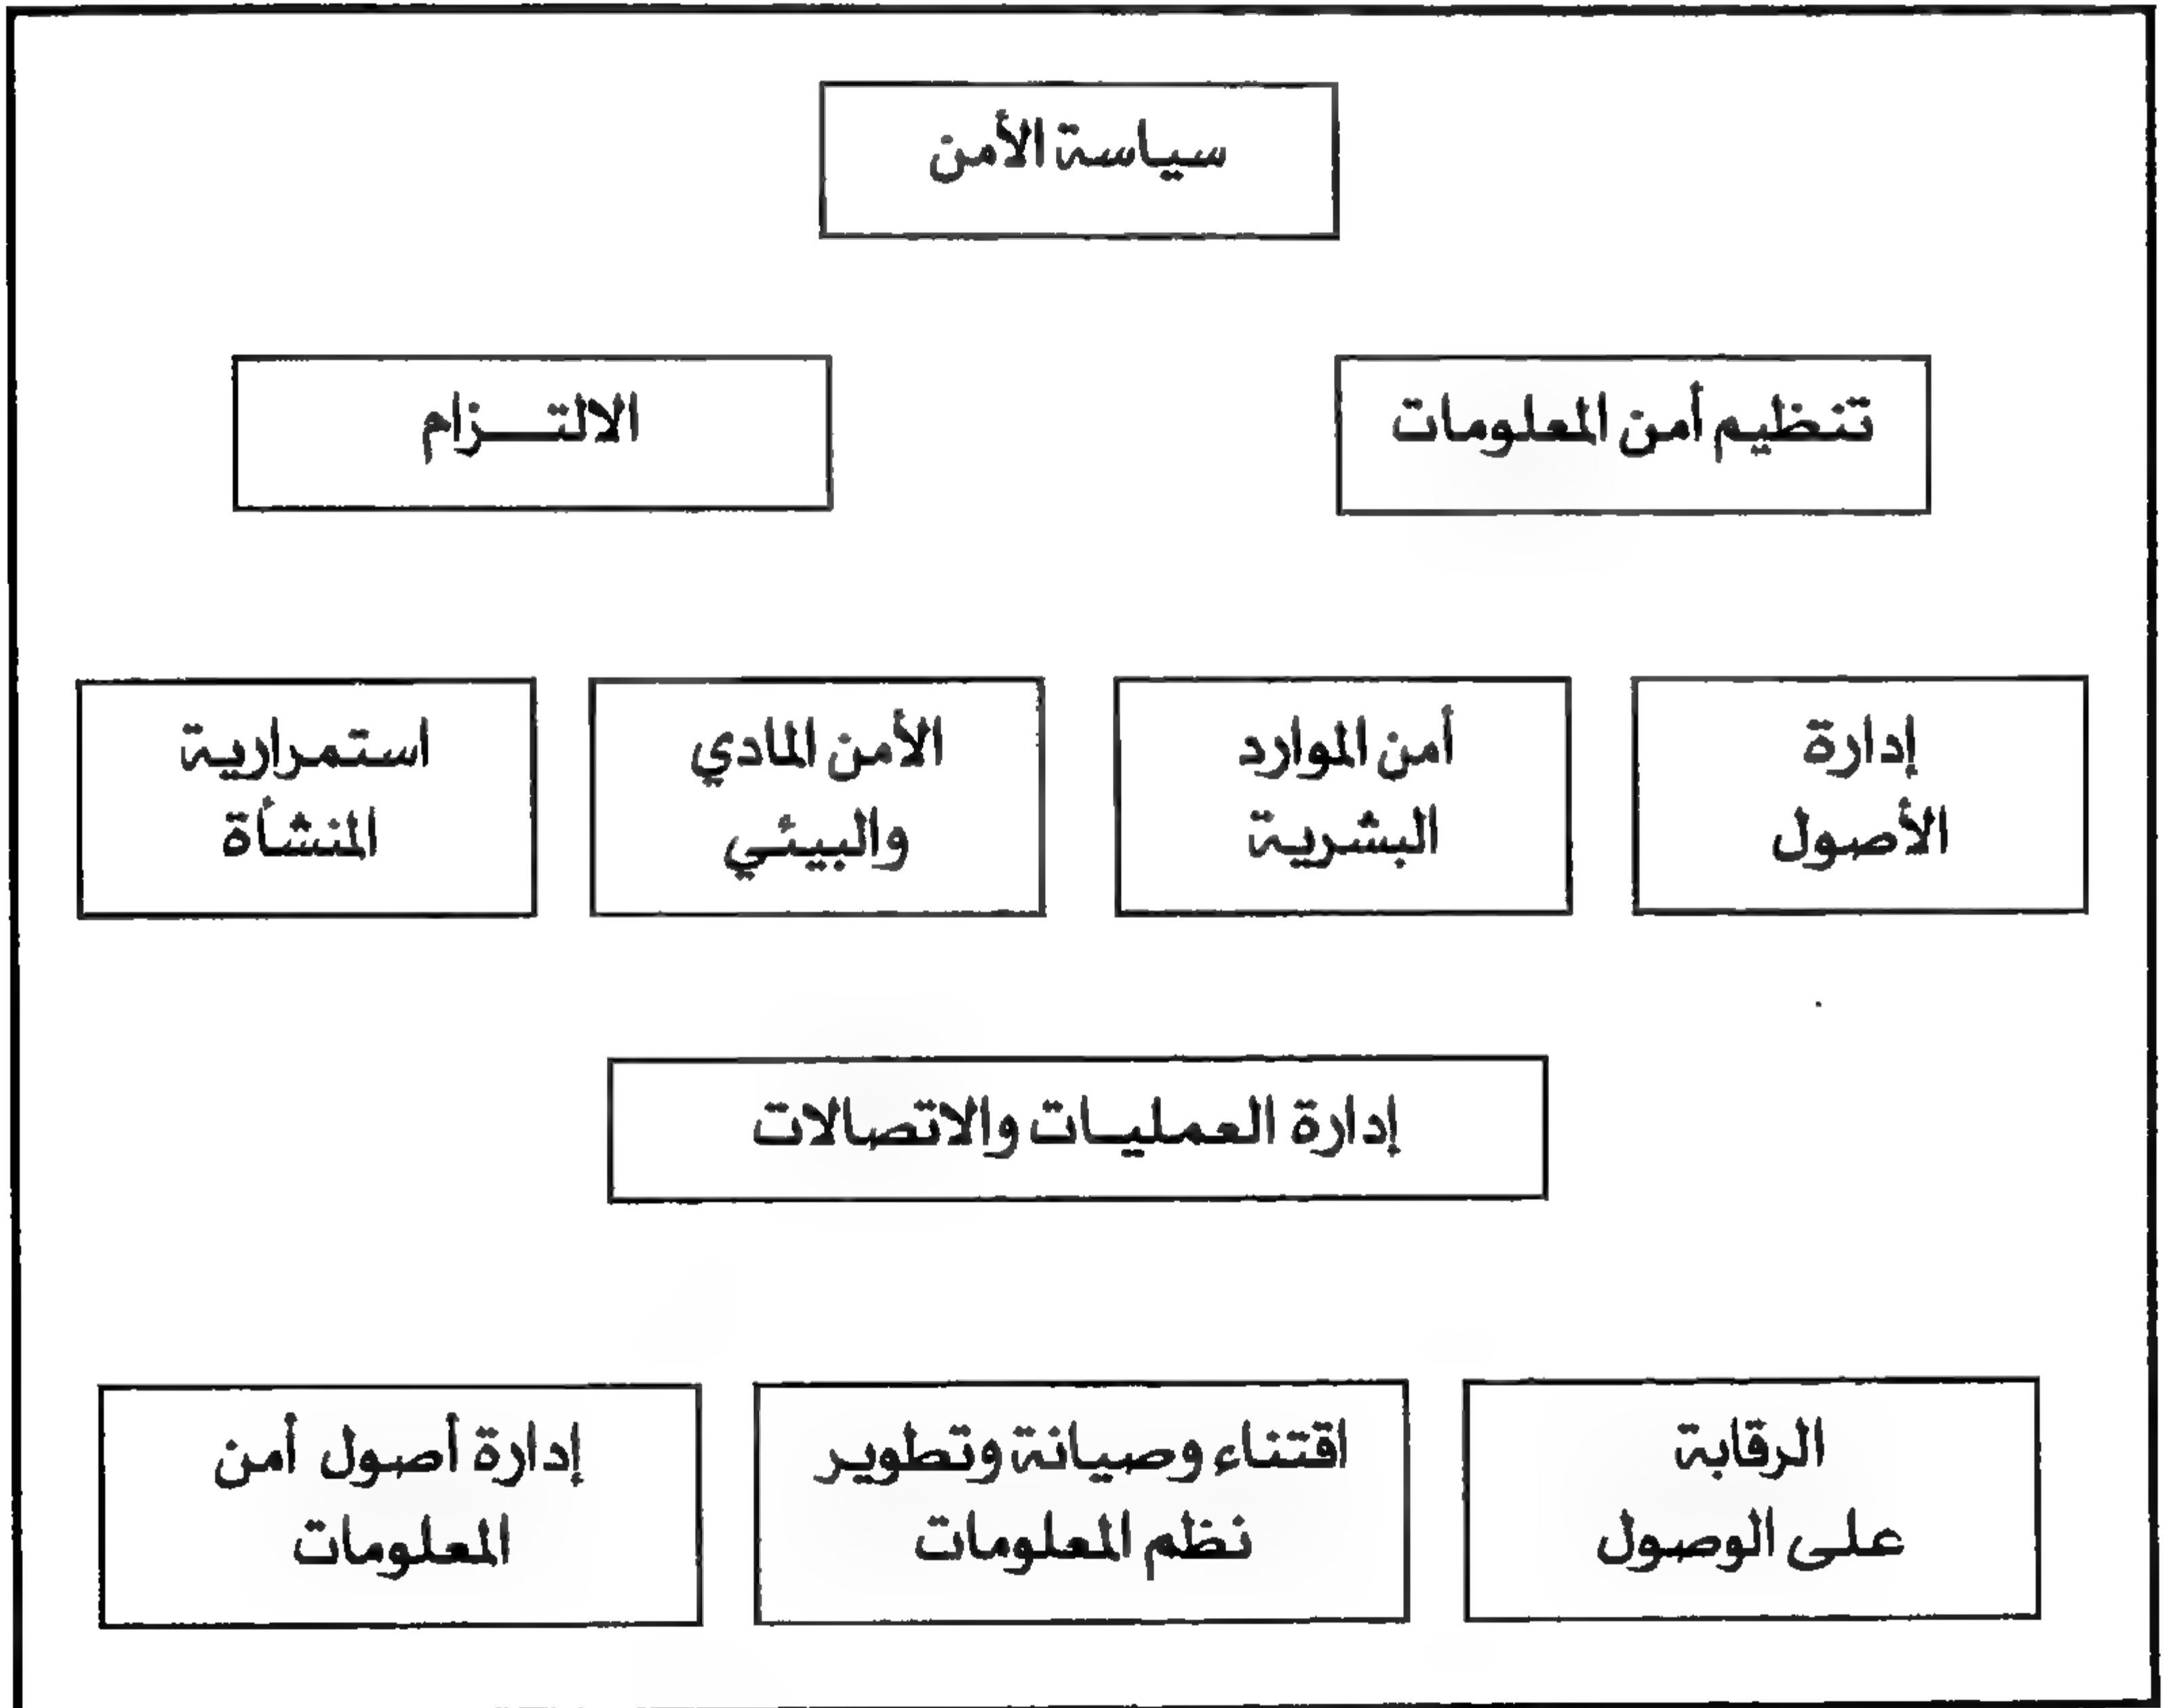 سياسة الأمن
تنظيم أمن المعلومات
الالتـــزام
إدارة
الأصول
أمن الموارد
البشرية
الأمن المادي
والبيئي
استمرارية
المنشأة
إدارة العمليات والاتصالات
الرقابة
على الوصول
اقتناء وصيانة وتطوير
نظم المعلومات
إدارة أصول أمن
المعلومات